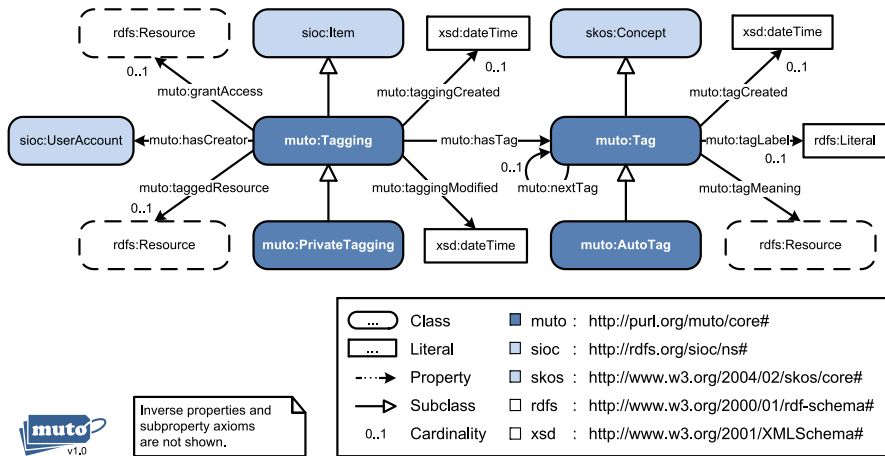 rdfs:Resource
sioc:Item
xsd:dateTime
skos:Concept
xsd:dateTime
0..1
0..1
0..1
muto:grantAccess
muto:taggingCreated
muto:tagCreated
sioc:UserAccount
muto:hasCreator
muto:Tagging
muto:hasTag
muto:Tag
muto:tagLabel
rdfs:Literal
0..1
0..1
muto:taggedResource
muto:taggingModified
muto:nextTag
muto:tagMeaning
0..1
rdfs:Resource
muto:PrivateTagging
xsd:dateTime
muto:AutoTag
rdfs:Resource
... Class
muto : http://purl.org/muto/core#
... Literal
sioc : http://rdfs.org/sioc/ns#
Property
skos : http://www.w3.org/2004/02/skos/core#
Subclass
rdfs : http://www.w3.org/2000/01/rdf-schema#
0..1 Cardinality
xsd : http://www.w3.org/2001/XMLSchema#
muto
v1.0
Inverse properties and
subproperty axioms
are not shown.